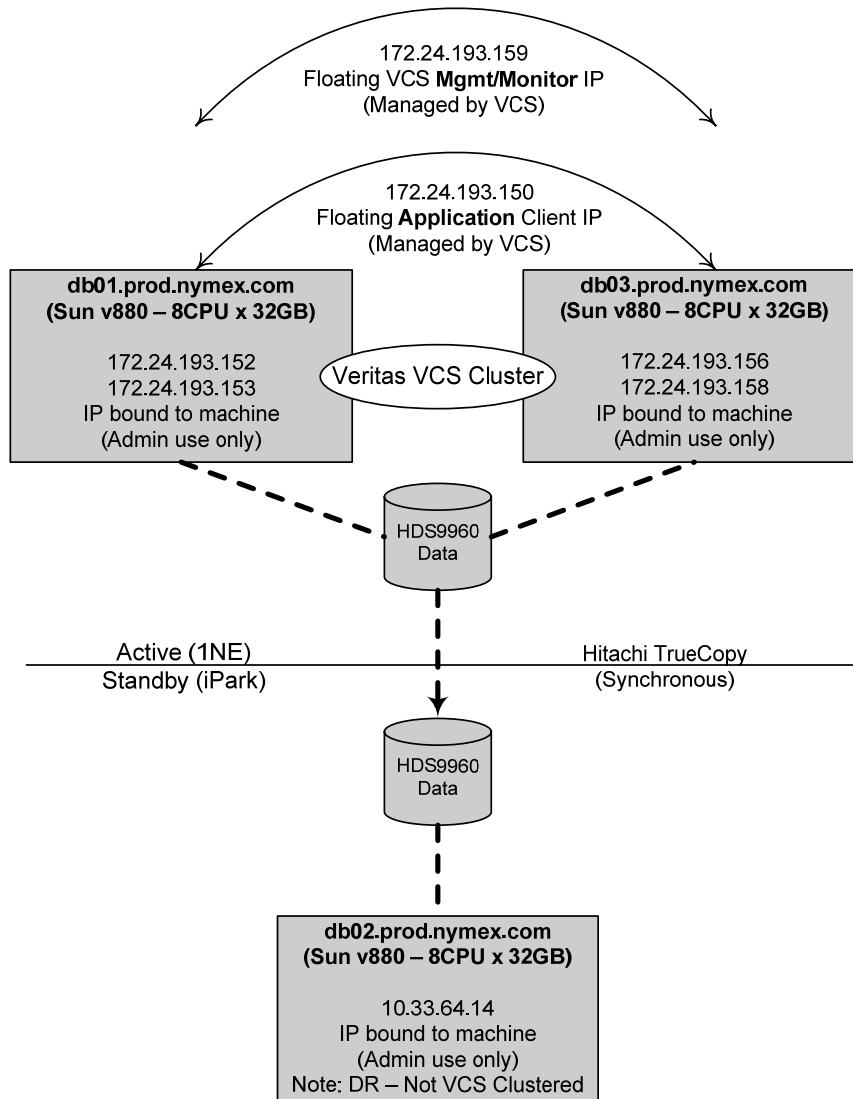 172.24.193.159
Floating VCS Mgmt/Monitor IP
(Managed by VCS)
172.24.193.150
Floating Application Client IP
(Managed by VCS)
db01.prod.nymex.com
(Sun v880 – 8CPU x 32GB)
172.24.193.152
172.24.193.153
IP bound to machine
(Admin use only)
Veritas VCS Cluster
db03.prod.nymex.com
(Sun v880 – 8CPU x 32GB)
172.24.193.156
172.24.193.158
IP bound to machine
(Admin use only)
HDS9960
Data
Active (1NE)
Standby (iPark)
Hitachi TrueCopy
(Synchronous)
HDS9960
Data
db02.prod.nymex.com
(Sun v880 – 8CPU x 32GB)
10.33.64.14
IP bound to machine
(Admin use only)
Note: DR – Not VCS Clustered